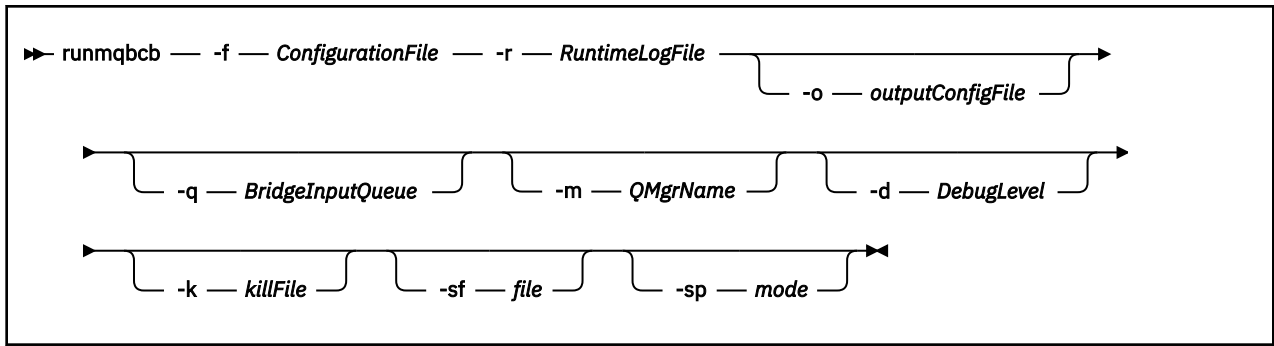 runmqbcb -f ConfigurationFile -r RuntimeLogFile
-o outputConfigFile
-q BridgeInputQueue -m QMgrName -d DebugLevel
-k killFile -sf file -sp mode